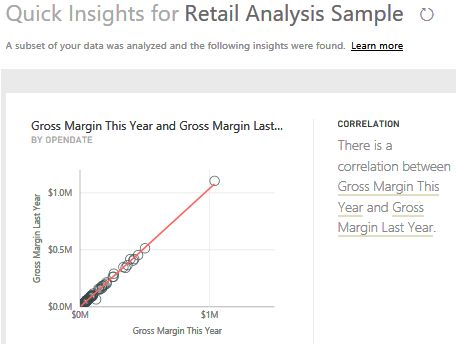 Quick Insights for Retail Analysis Sample
A subset of your data was analyzed and the following insights were found. Learn more
Gross Margin This Year and Gross Margin Last...
BY OPENDATE
Gross Margin Last Year
$1.0M
$0.5M
$0.0M
$0M
$1M
Gross Margin This Year
CORRELATION
There is a
correlation between
Gross Margin This
Year and Gross
Margin Last Year.